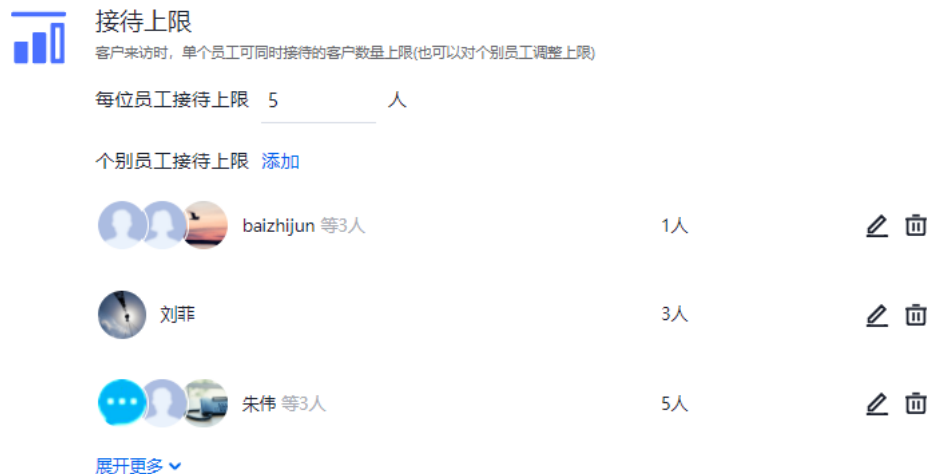 接待上限
客户来访时，单个员工可同时接待的客户数量上限(也可以对个别员工调整上限)
每位员工接待上限 5 人
个别员工接待上限 添加
baizhijun 等3人 1人
刘菲 3人
朱伟 等3人 5人
展开更多